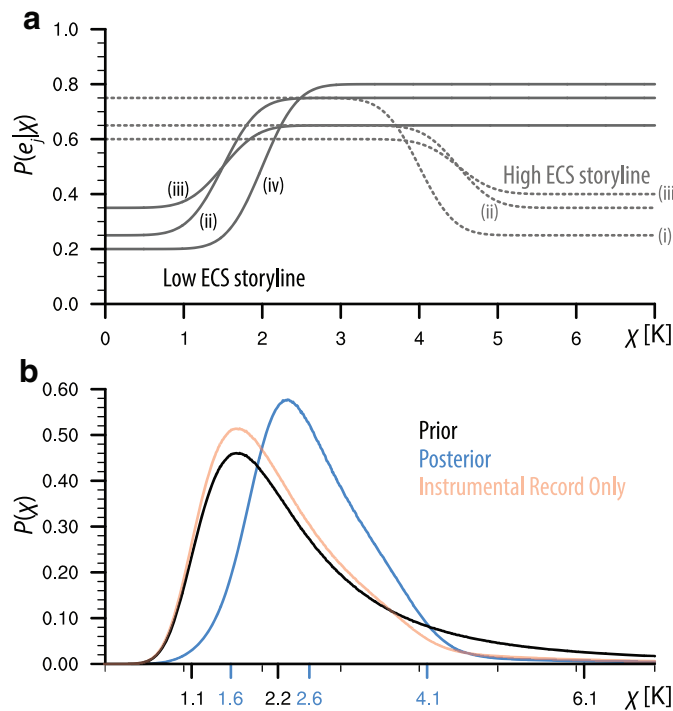 a
1.0
0.8
0.6
0.4
0.2
0.0
P(e_j|χ)
(iii)
(ii)
(iv)
Low ECS storyline
High ECS storyline
(iii)
(ii)
(i)
0 1 2 3 4 5 6 χ [K]
b
0.60
0.50
0.40
0.30
0.20
0.10
0.00
P(χ)
Prior
Posterior
Instrumental Record Only
1.1 1.6 2.2 2.6 4.1 6.1 χ [K]